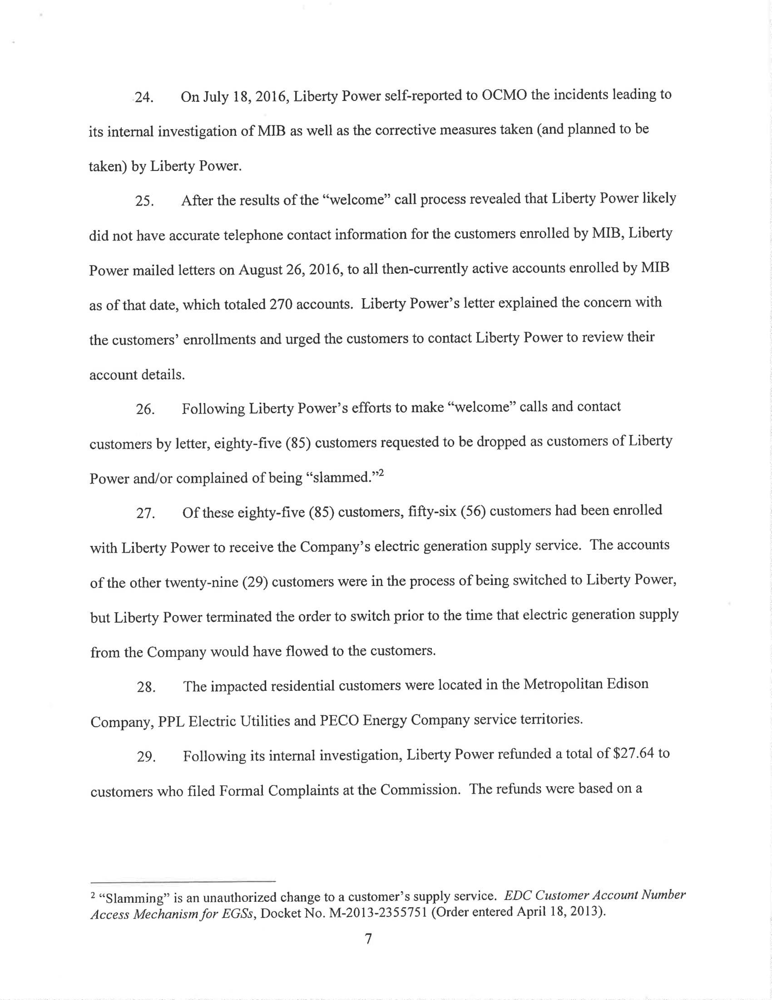 24. On July 18, 2016, Liberty Power self-reported to OCMO the incidents leading to
its internal investigation of MIB as well as the corrective measures taken (and planned to be
taken) by Liberty Power.
25. After the results of the “welcome” call process revealed that Liberty Power likely
did not have accurate telephone contact information for the customers enrolled by MIB, Liberty
Power mailed letters on August 26, 2016, to all then-currently active accounts enrolled by MIB
as of that date, which totaled 270 accounts.  Liberty Power’s letter explained the concern with
the customers’ enrollments and urged the customers to contact Liberty Power to review their
account details.
26. Following Liberty Power’s efforts to make “welcome” calls and contact
customers by letter, eighty-five (85) customers requested to be dropped as customers of Liberty
Power and/or complained of being “slammed.”2
27. Of these eighty-five (85) customers, fifty-six (56) customers had been enrolled
with Liberty Power to receive the Company’s electric generation supply service.  The accounts
of the other twenty-nine (29) customers were in the process of being switched to Liberty Power,
but Liberty Power terminated the order to switch prior to the time that electric generation supply
from the Company would have flowed to the customers.
28. The impacted residential customers were located in the Metropolitan Edison
Company, PPL Electric Utilities and PECO Energy Company service territories.
29. Following its internal investigation, Liberty Power refunded a total of $27.64 to
customers who filed Formal Complaints at the Commission.  The refunds were based on a
2 “Slamming” is an unauthorized change to a customer’s supply service.  EDC Customer Account Number
Access Mechanism for EGSs, Docket No. M-2013-2355751 (Order entered April 18, 2013).
7